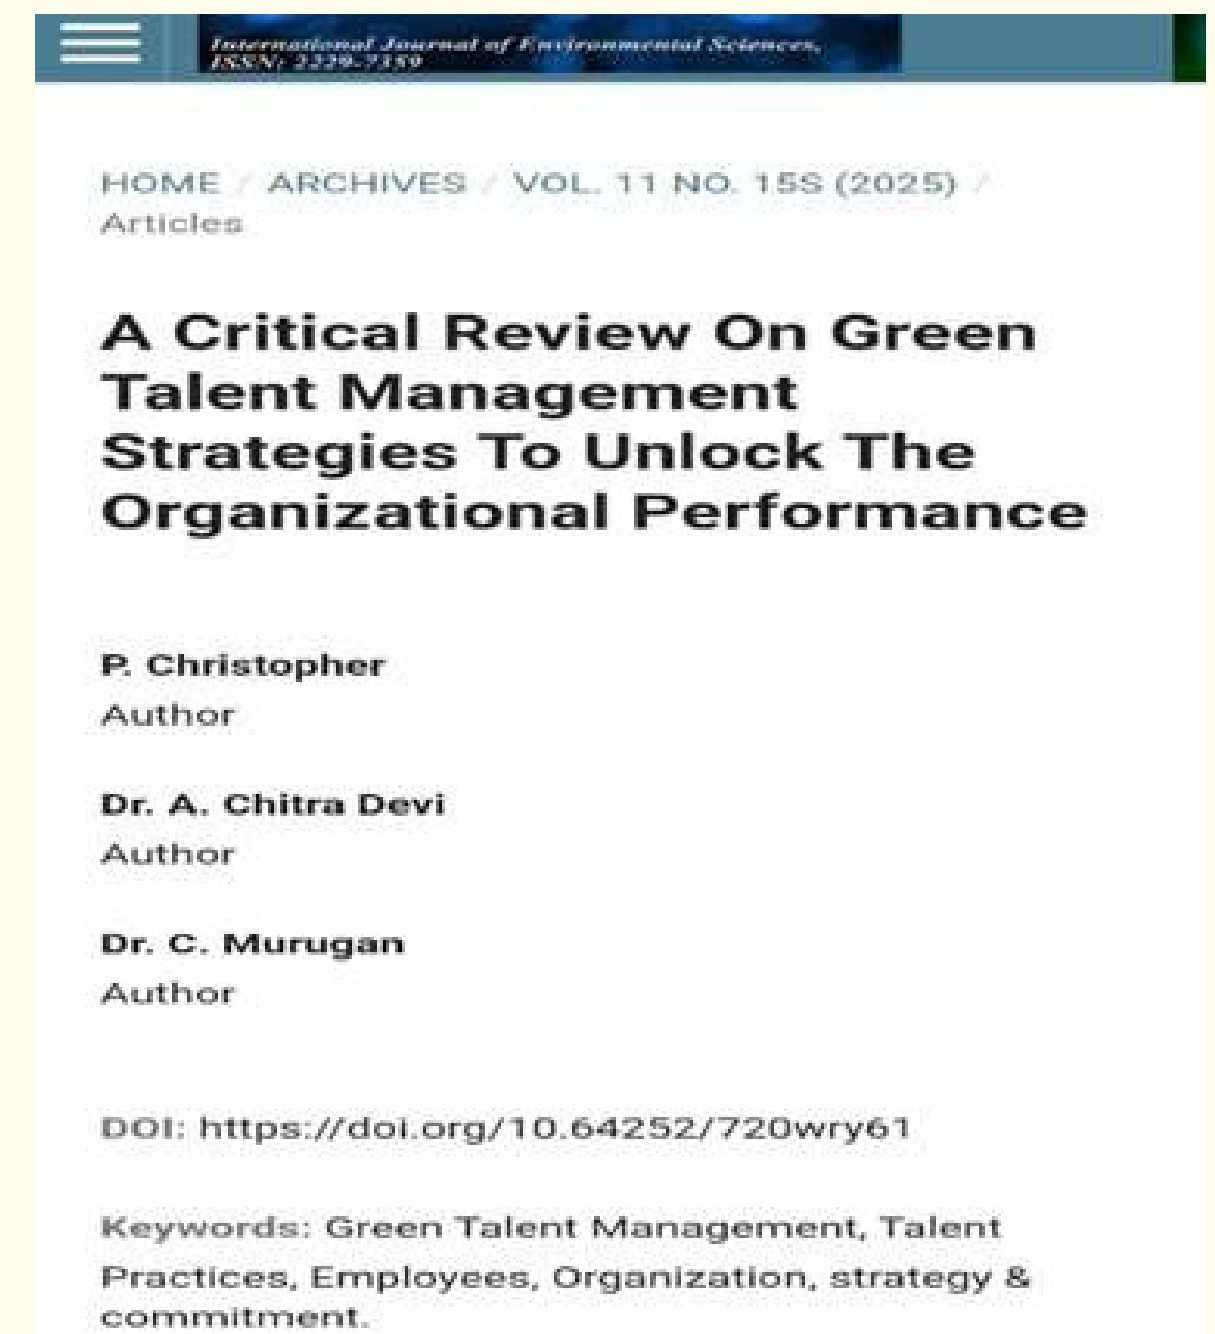 International Journal of Environmental Sciences,
ISSN: 2229-7359
HOME / ARCHIVES / VOL. 11 NO. 15S (2025) /
Articles
A Critical Review On Green
Talent Management
Strategies To Unlock The
Organizational Performance
P. Christopher
Author
Dr. A. Chitra Devi
Author
Dr. C. Murugan
Author
DOI: https://doi.org/10.64252/720wry61
Keywords: Green Talent Management, Talent
Practices, Employees, Organization, strategy &
commitment.